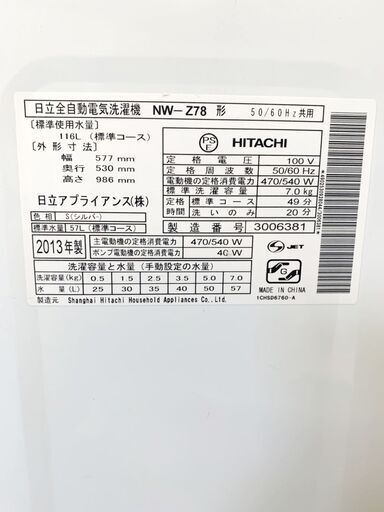 日立全自動電気洗濯機 NW-Z78 形 50/60Hz共用
〔標準使用水量〕
116L (標準コース)
〔外形寸法〕
幅 577 mm
奥行 530 mm
高さ 986 mm
日立アプライアンス(株)
色相 S(シルバー)
標準水量 57L (標準コース)
PS E HITACHI
定格電圧 100 V
定格周波数 50/60 Hz
電動機の定格消費電力 470/540 W
標準洗濯容量 7.0kg
標準コース 49分
時間 洗いのみ 20分
製造番号 3006381
2013年製
主電動機の定格消費電力 470/540 W
ポンプ電動機の定格消費電力 40 W
S JET
洗濯容量と水量 (手動設定の水量)
洗濯容量(kg) 0.5 1.5 2.5 3.5 5.0 7.0
水量(L) 25 30 35 40 50 57
G
製造元 Shanghai Hitachi Household Appliances Co.,Ltd.
1CHSD6760-A